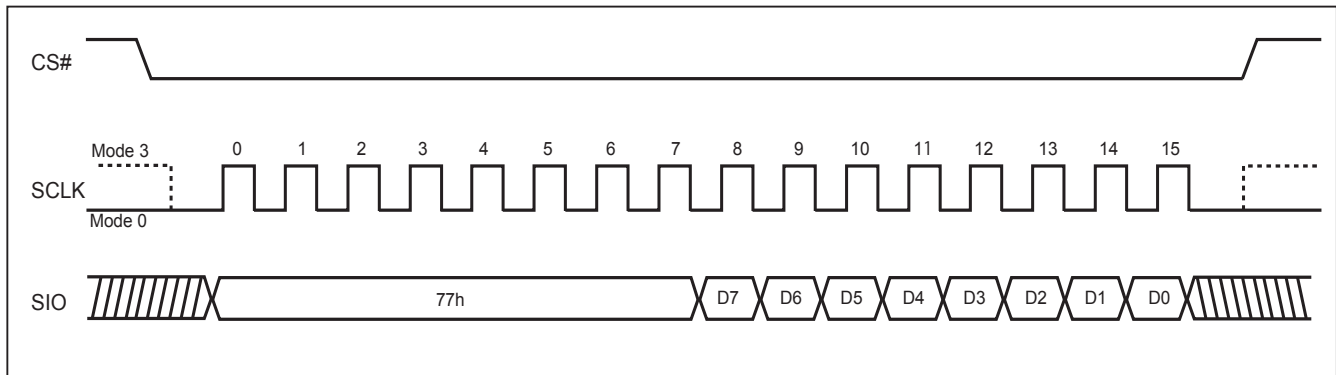 CS#
Mode 3
0 1 2 3 4 5 6 7 8 9 10 11 12 13 14 15
SCLK
Mode 0
SIO
77h D7 D6 D5 D4 D3 D2 D1 D0